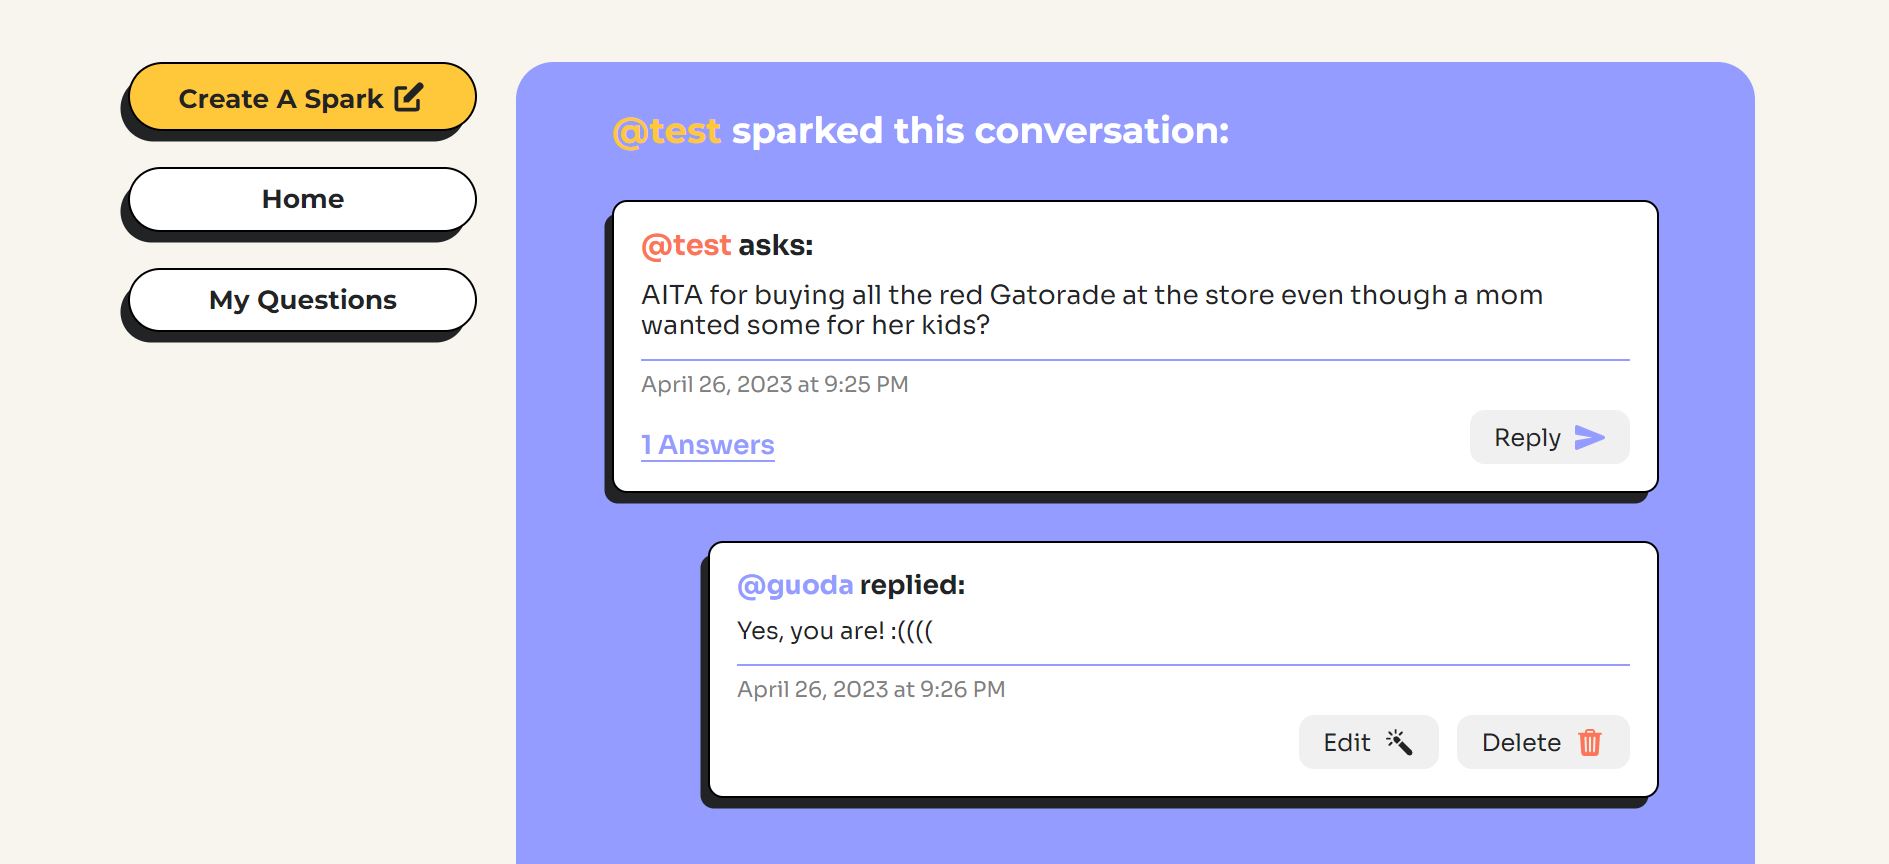 Create A Spark
Home
My Questions
@test sparked this conversation:
@test asks:
AITA for buying all the red Gatorade at the store even though a mom
wanted some for her kids?
April 26, 2023 at 9:25 PM
1 Answers
Reply
@guoda replied:
Yes, you are! :((((
April 26, 2023 at 9:26 PM
Edit
Delete